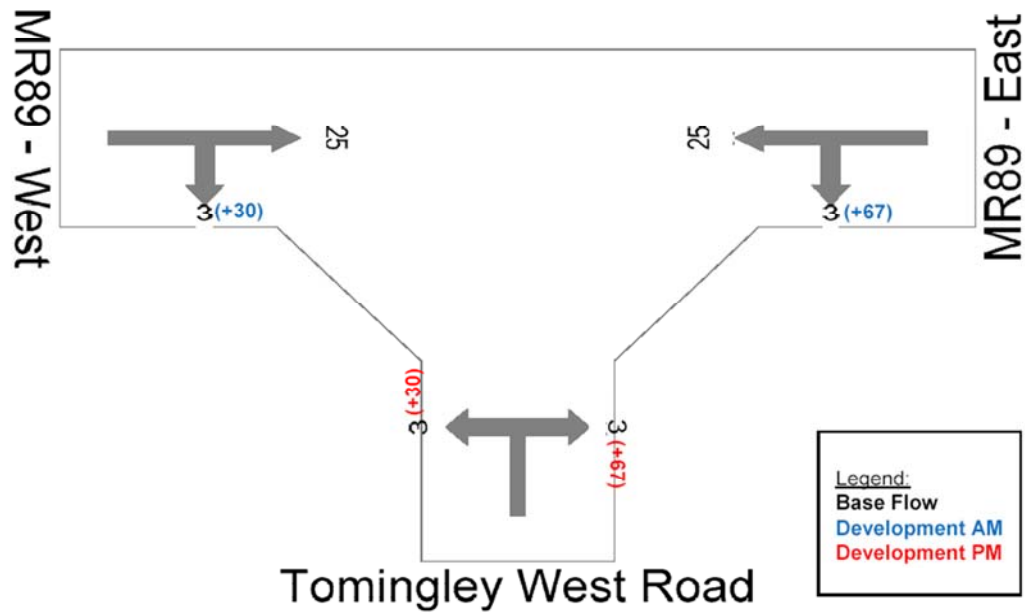 MR89 - West
MR89 - East
25
25
3 (+30)
3 (+67)
3 (+30)
3 (+67)
Legend:
Base Flow
Development AM
Development PM
Tomingley West Road